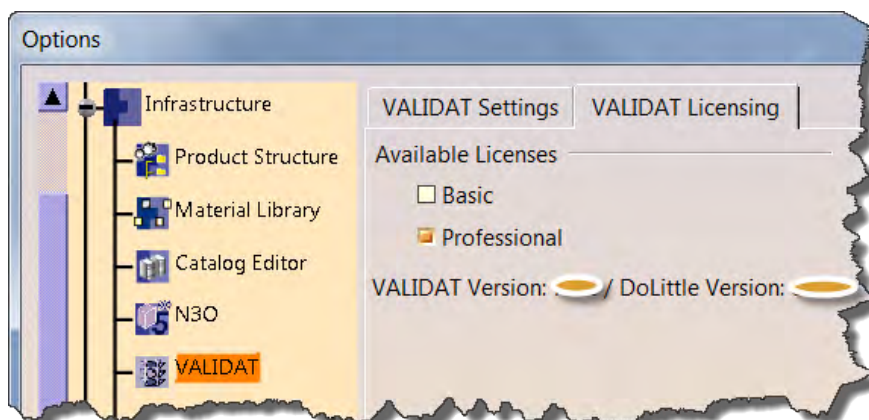 Options
Infrastructure
Product Structure
Material Library
Catalog Editor
N3O
VALIDAT
VALIDAT Settings
VALIDAT Licensing
Available Licenses
Basic
Professional
VALIDAT Version: / DoLittle Version: